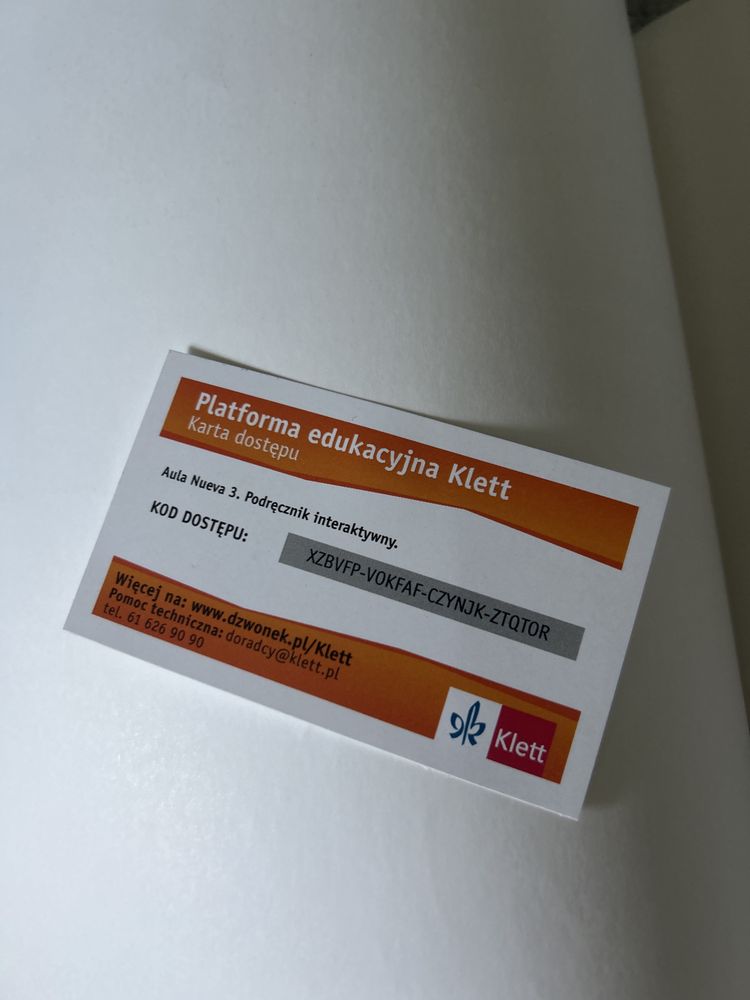 Platforma edukacyjna Klett
Karta dostępu
Aula Nueva 3. Podręcznik interaktywny.
KOD DOSTĘPU:
XZBVFP-VOKFAF-CZYNJK-ZTQTOR
Więcej na: www.dzwonek.pl/Klett
Pomoc techniczna: doradcy@klett.pl
tel. 61 626 90 90
Klett